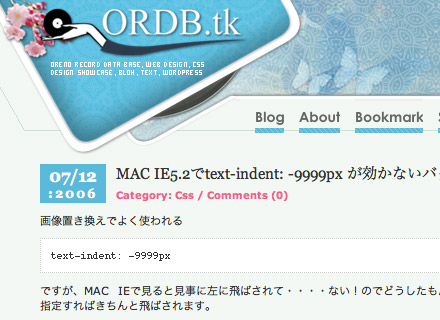 ORDB.tk
ORENO RECORD DATA BASE, WEB DESIGN, CSS
DESIGN SHOWCASE, BLOH, TEXT, WORDPRESS
Blog About Bookmark
07/12
:2006
MAC IE5.2でtext-indent: -9999px が効かないバ
Category: Css / Comments (0)
画像置き換えでよく使われる
text-indent: -9999px
ですが、MAC IEで見ると見事に左に飛ばされて・・・・ない！のでどうしたも
指定すればきちんと飛ばされます。